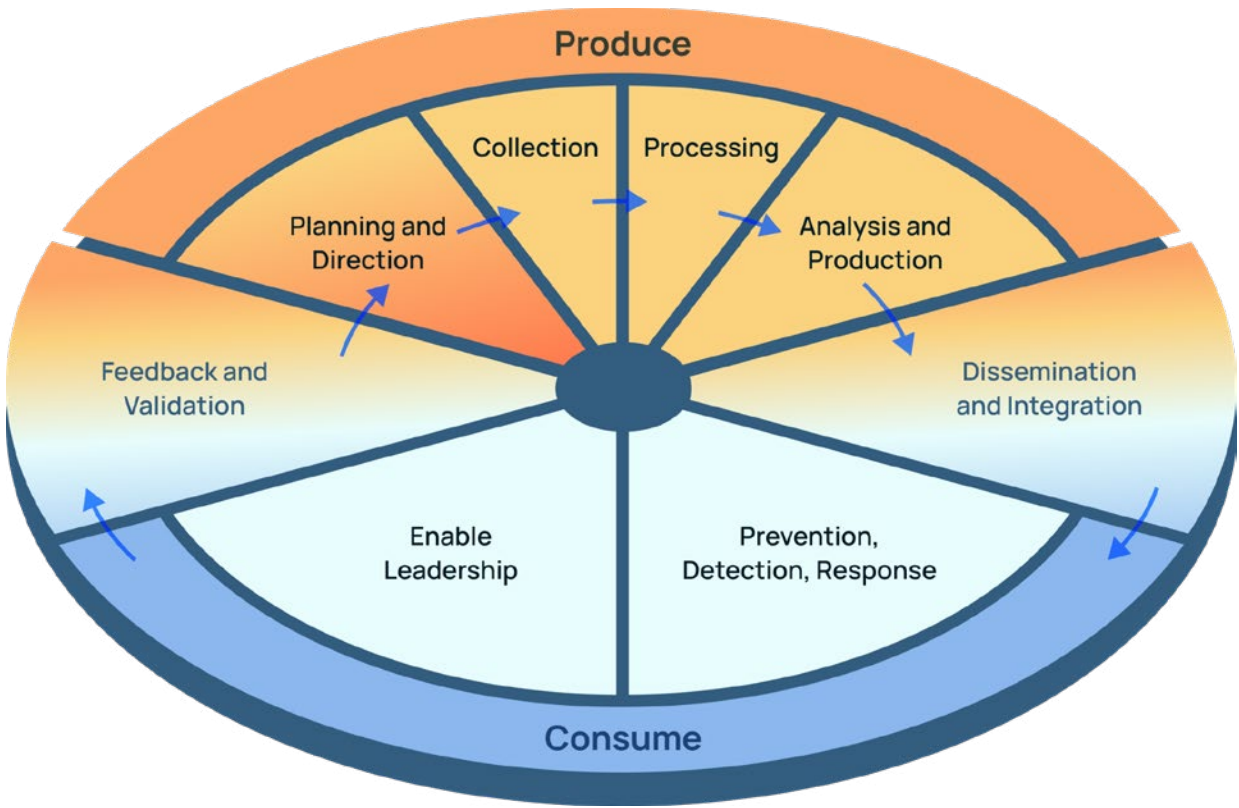 Produce
Collection
Processing
Planning and
Direction
Analysis and
Production
Feedback and
Validation
Dissemination
and Integration
Enable
Leadership
Prevention,
Detection, Response
Consume